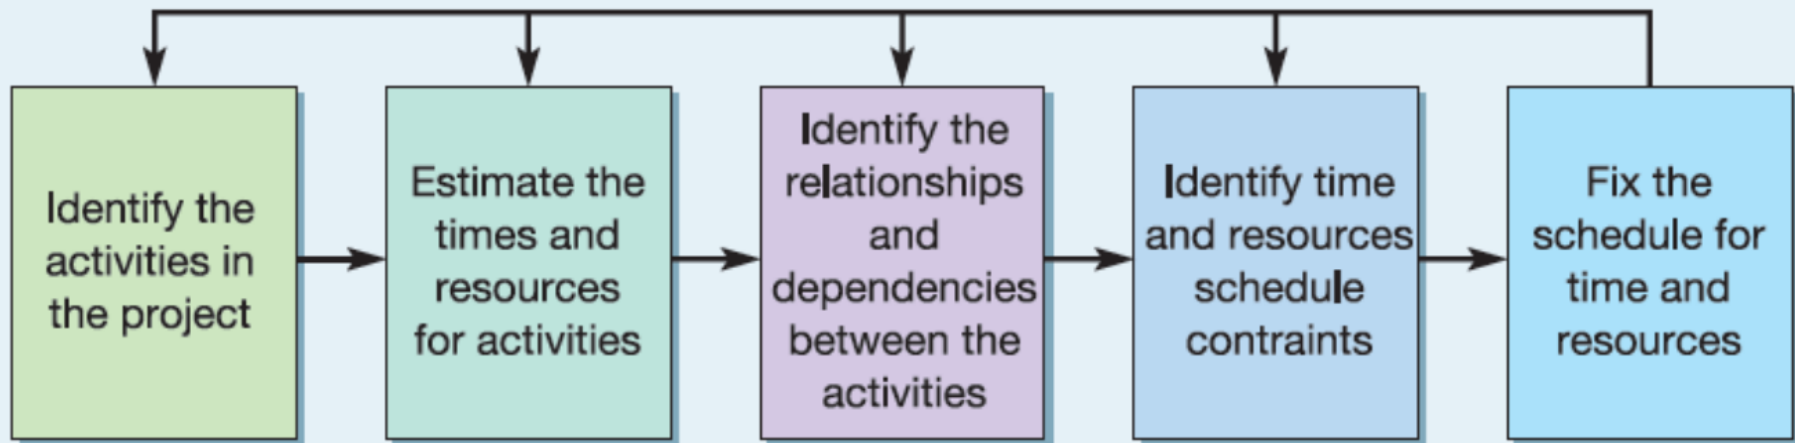 Identify the
activities in
the project
Estimate the
times and
resources
for activities
Identify the
relationships
and
dependencies
between the
activities
Identify time
and resources
schedule
contraints
Fix the
schedule for
time and
resources